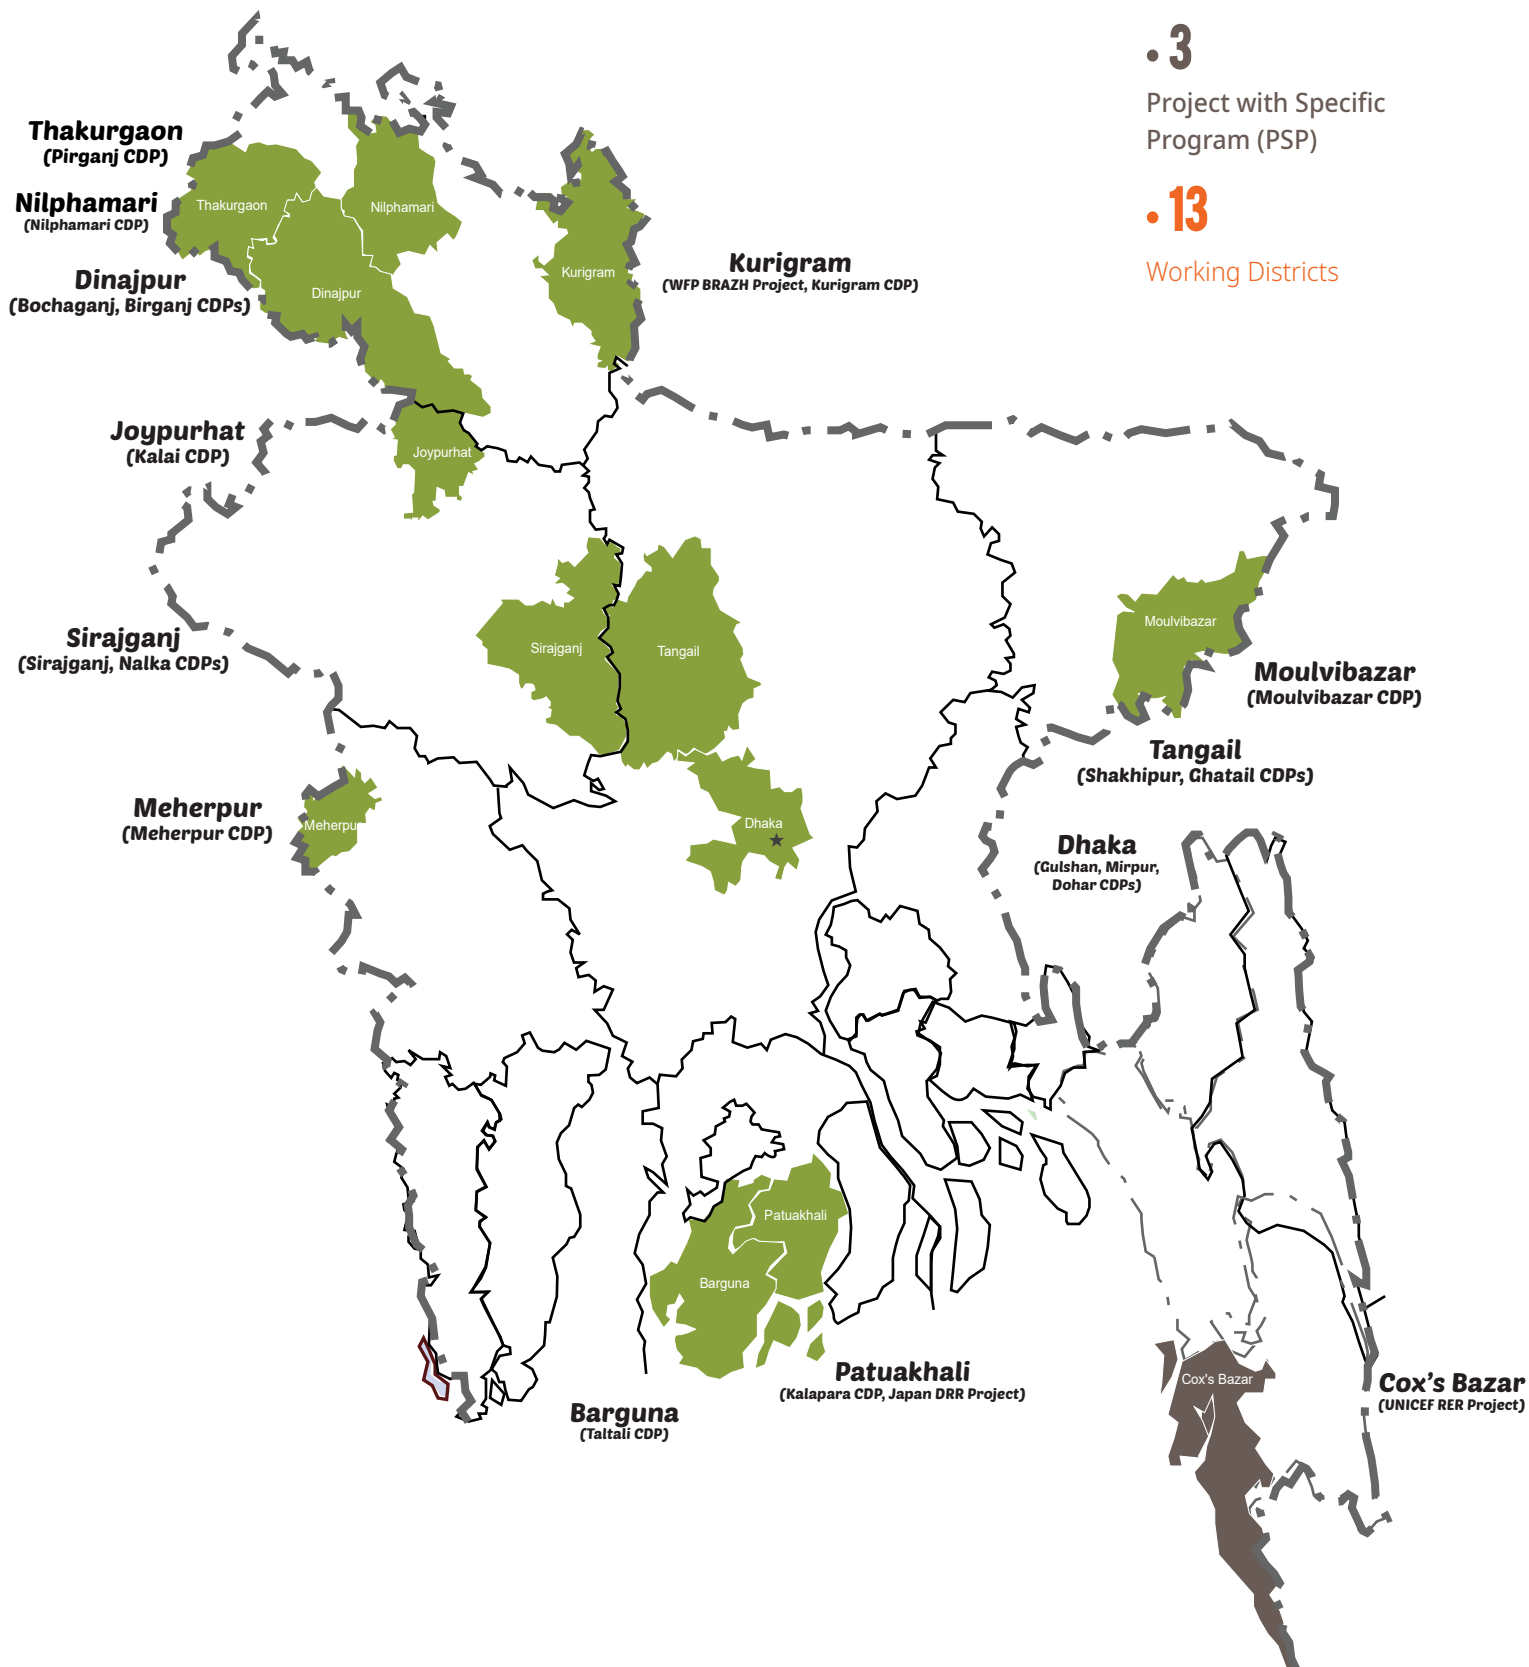 • 3
Project with Specific
Program (PSP)
• 13
Working Districts
Thakurgaon
(Pirganj CDP)
Nilphamari
(Nilphamari CDP)
Dinajpur
(Bochaganj, Birganj CDPs)
Thakurgaon
Nilphamari
Dinajpur
Kurigram
Kurigram
(WFP BRAZH Project, Kurigram CDP)
Joypurhat
(Kalai CDP)
Joypurhat
Sirajganj
(Sirajganj, Nalka CDPs)
Sirajganj
Tangail
Moulvibazar
Moulvibazar
(Moulvibazar CDP)
Tangail
(Shakhipur, Ghatail CDPs)
Meherpur
(Meherpur CDP)
Meherpur
Dhaka
Dhaka
(Gulshan, Mirpur,
Dohar CDPs)
Patuakhali
Barguna
Patuakhali
(Kalapara CDP, Japan DRR Project)
Barguna
(Taltali CDP)
Cox's Bazar
Cox's Bazar
(UNICEF RER Project)